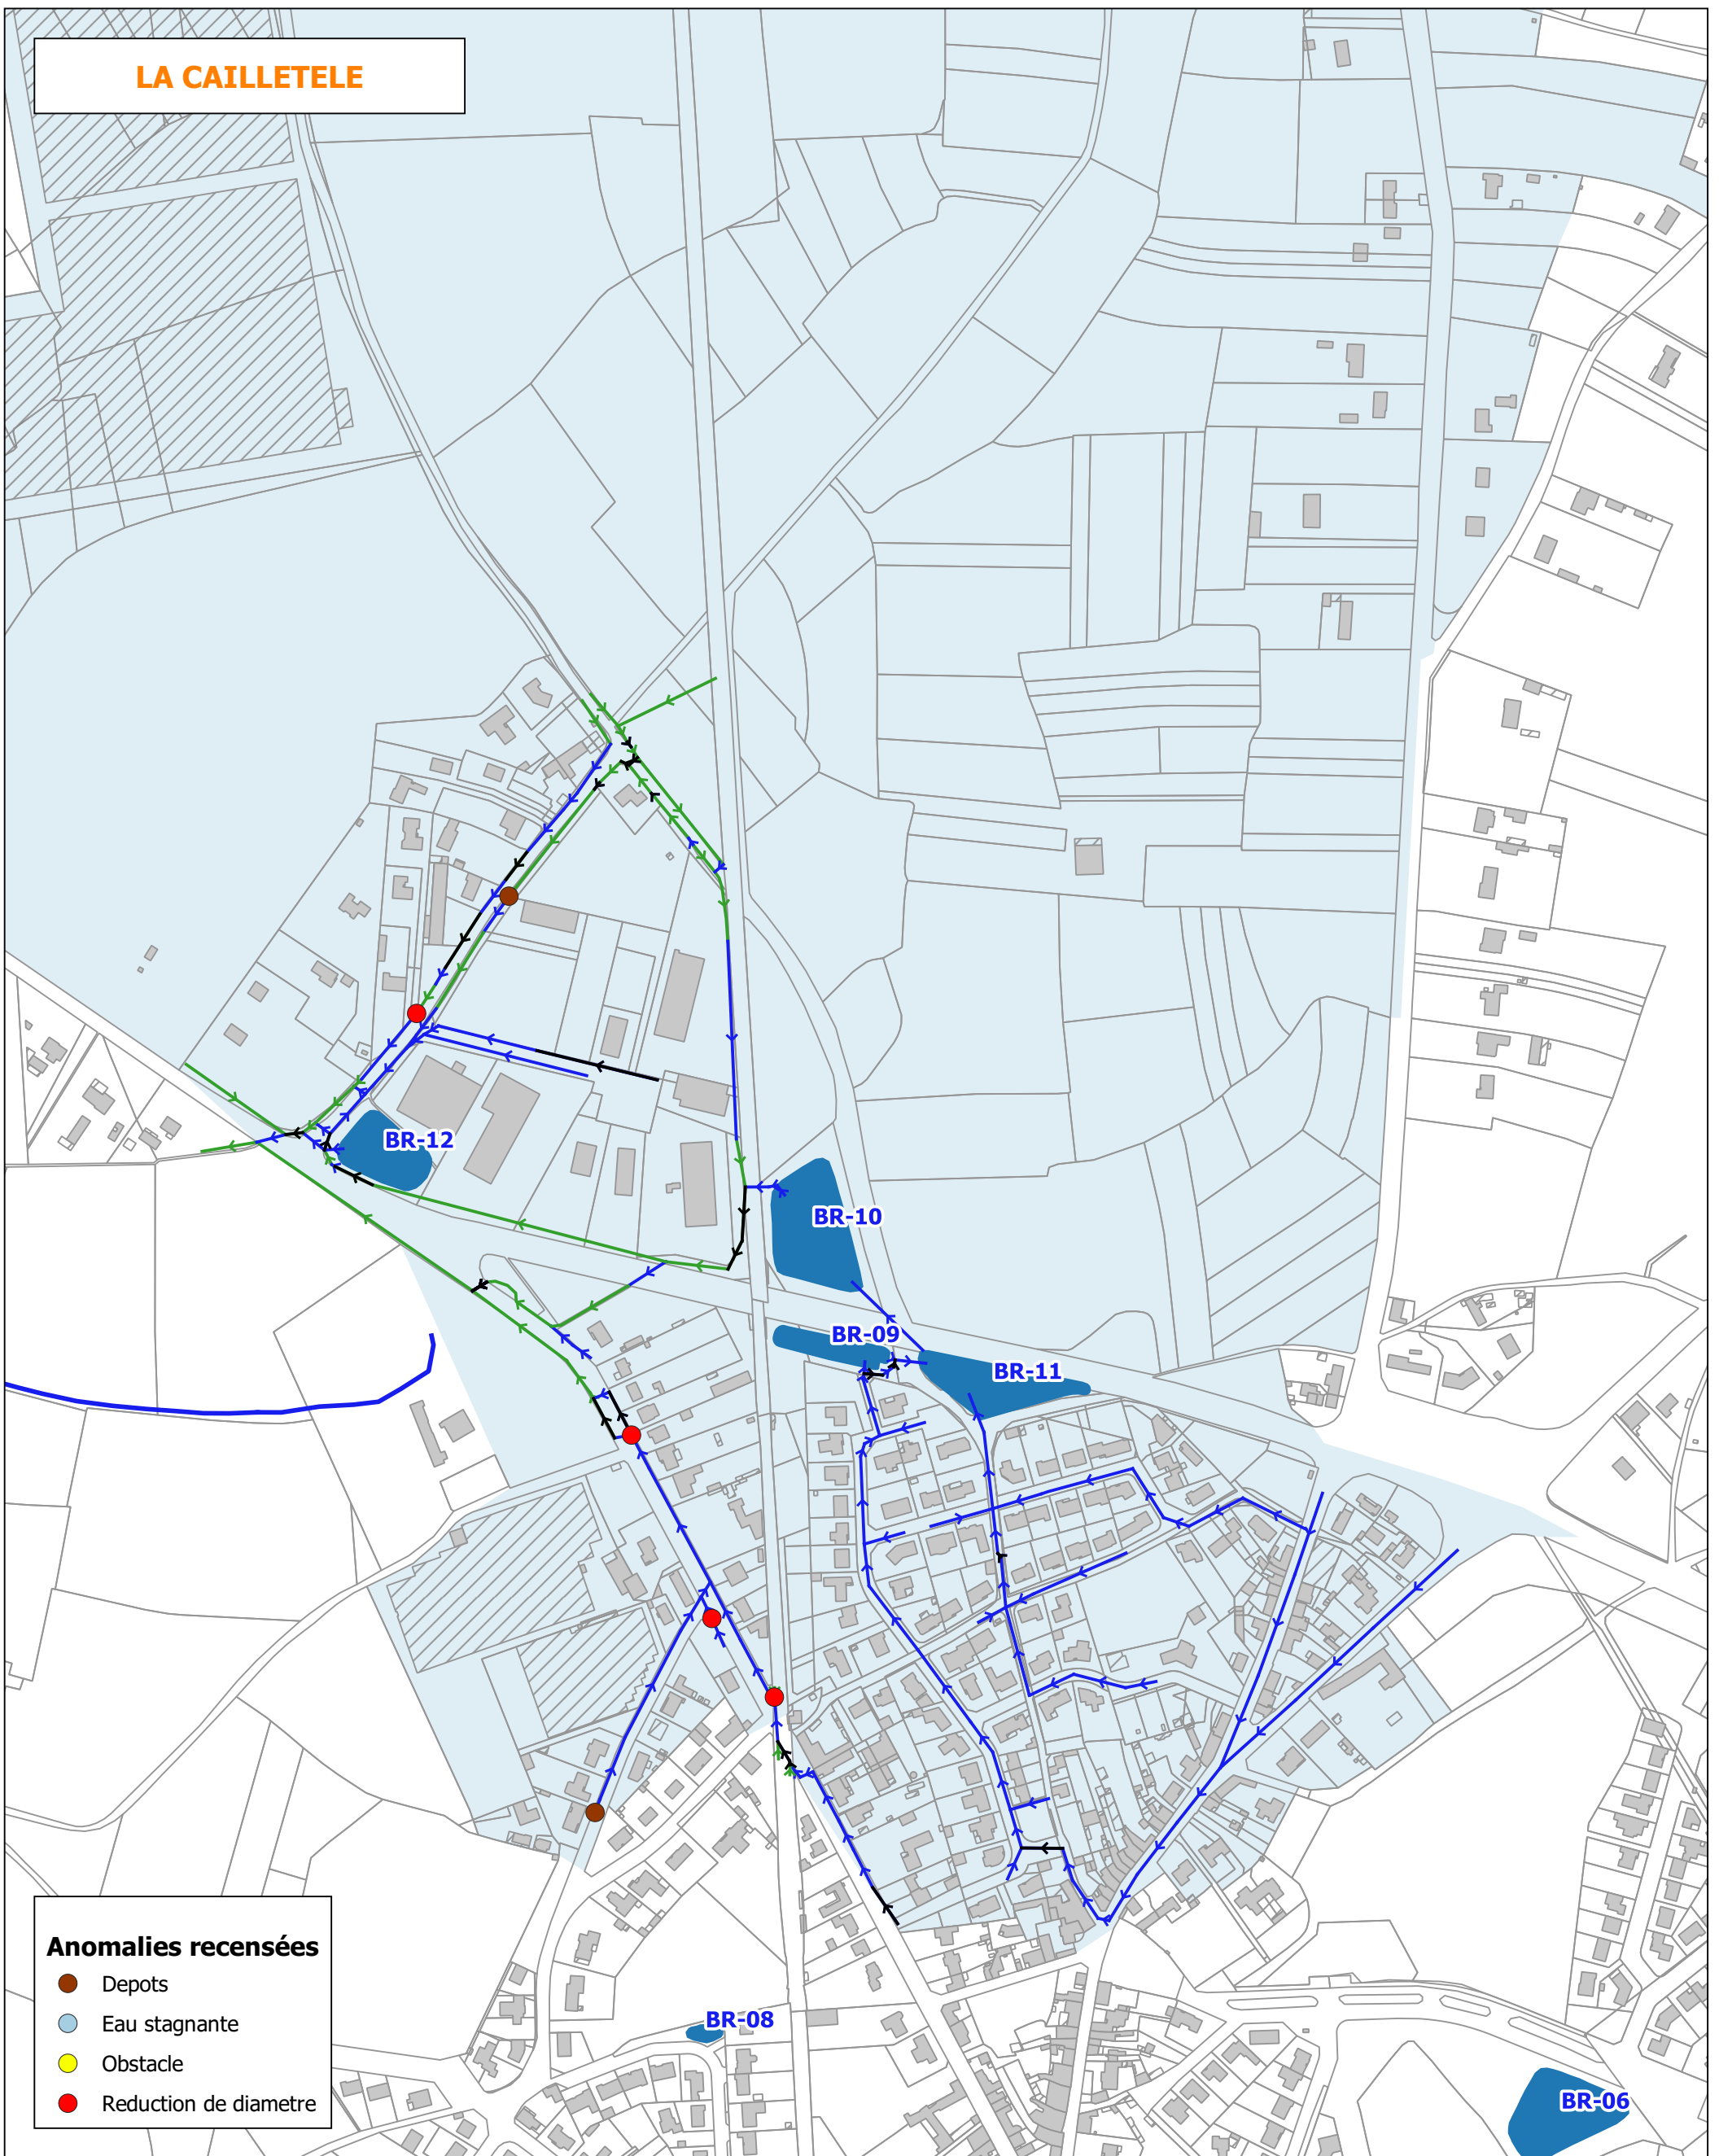 LA CAILLETELE
BR-12
BR-10
BR-09
BR-11
Anomalies recensées
Depots
Eau stagnante
Obstacle
Reduction de diametre
BR-08
BR-06